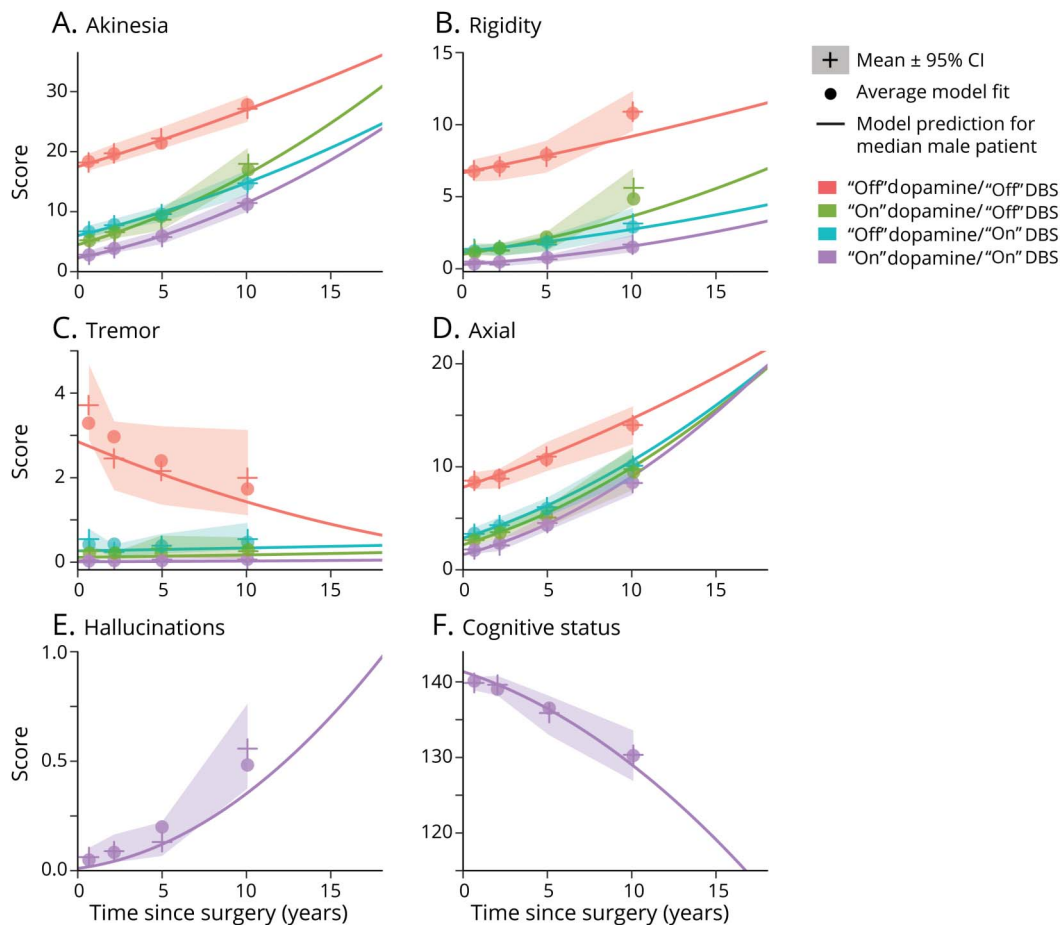 A. Akinesia
Score
30
20
10
0
0 5 10 15
B. Rigidity
15
10
5
0
0 5 10 15
Mean ± 95% CI
Average model fit
Model prediction for
median male patient
“Off”dopamine/“Off”DBS
“On”dopamine/“Off”DBS
“Off”dopamine/“On”DBS
“On”dopamine/“On”DBS
C. Tremor
Score
4
2
0
0 5 10 15
D. Axial
20
10
0
0 5 10 15
E. Hallucinations
Score
1.0
0.5
0.0
0 5 10 15
Time since surgery (years)
F. Cognitive status
140
130
120
0 5 10 15
Time since surgery (years)